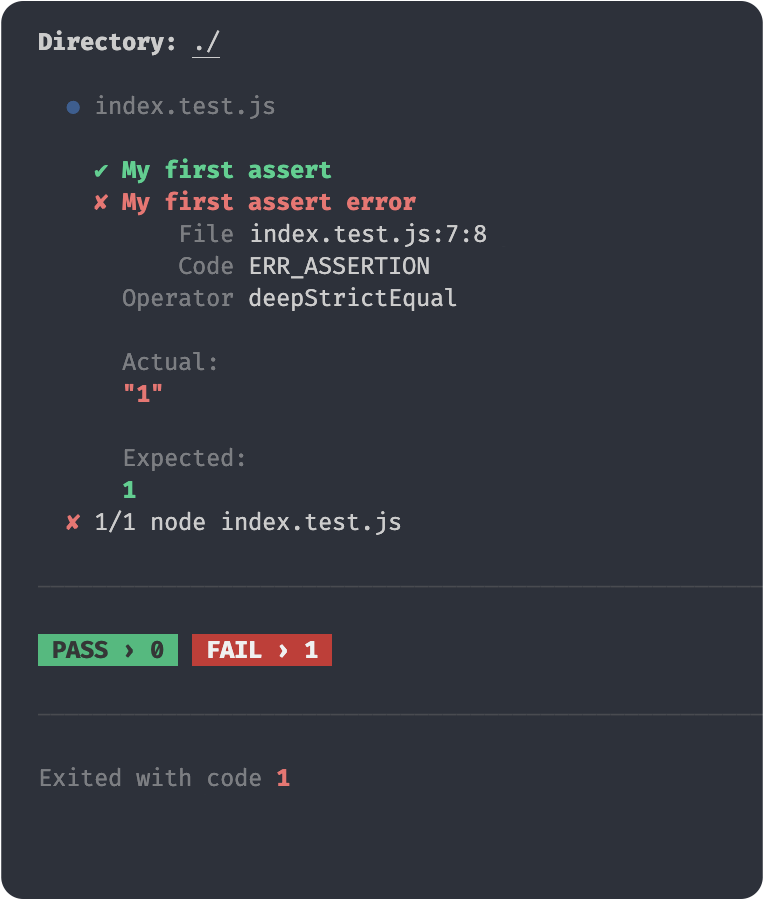 Directory: ./
● index.test.js
✔ My first assert
✘ My first assert error
File index.test.js:7:8
Code ERR_ASSERTION
Operator deepStrictEqual
Actual:
"1"
Expected:
1
✘ 1/1 node index.test.js
PASS › 0 FAIL › 1
Exited with code 1